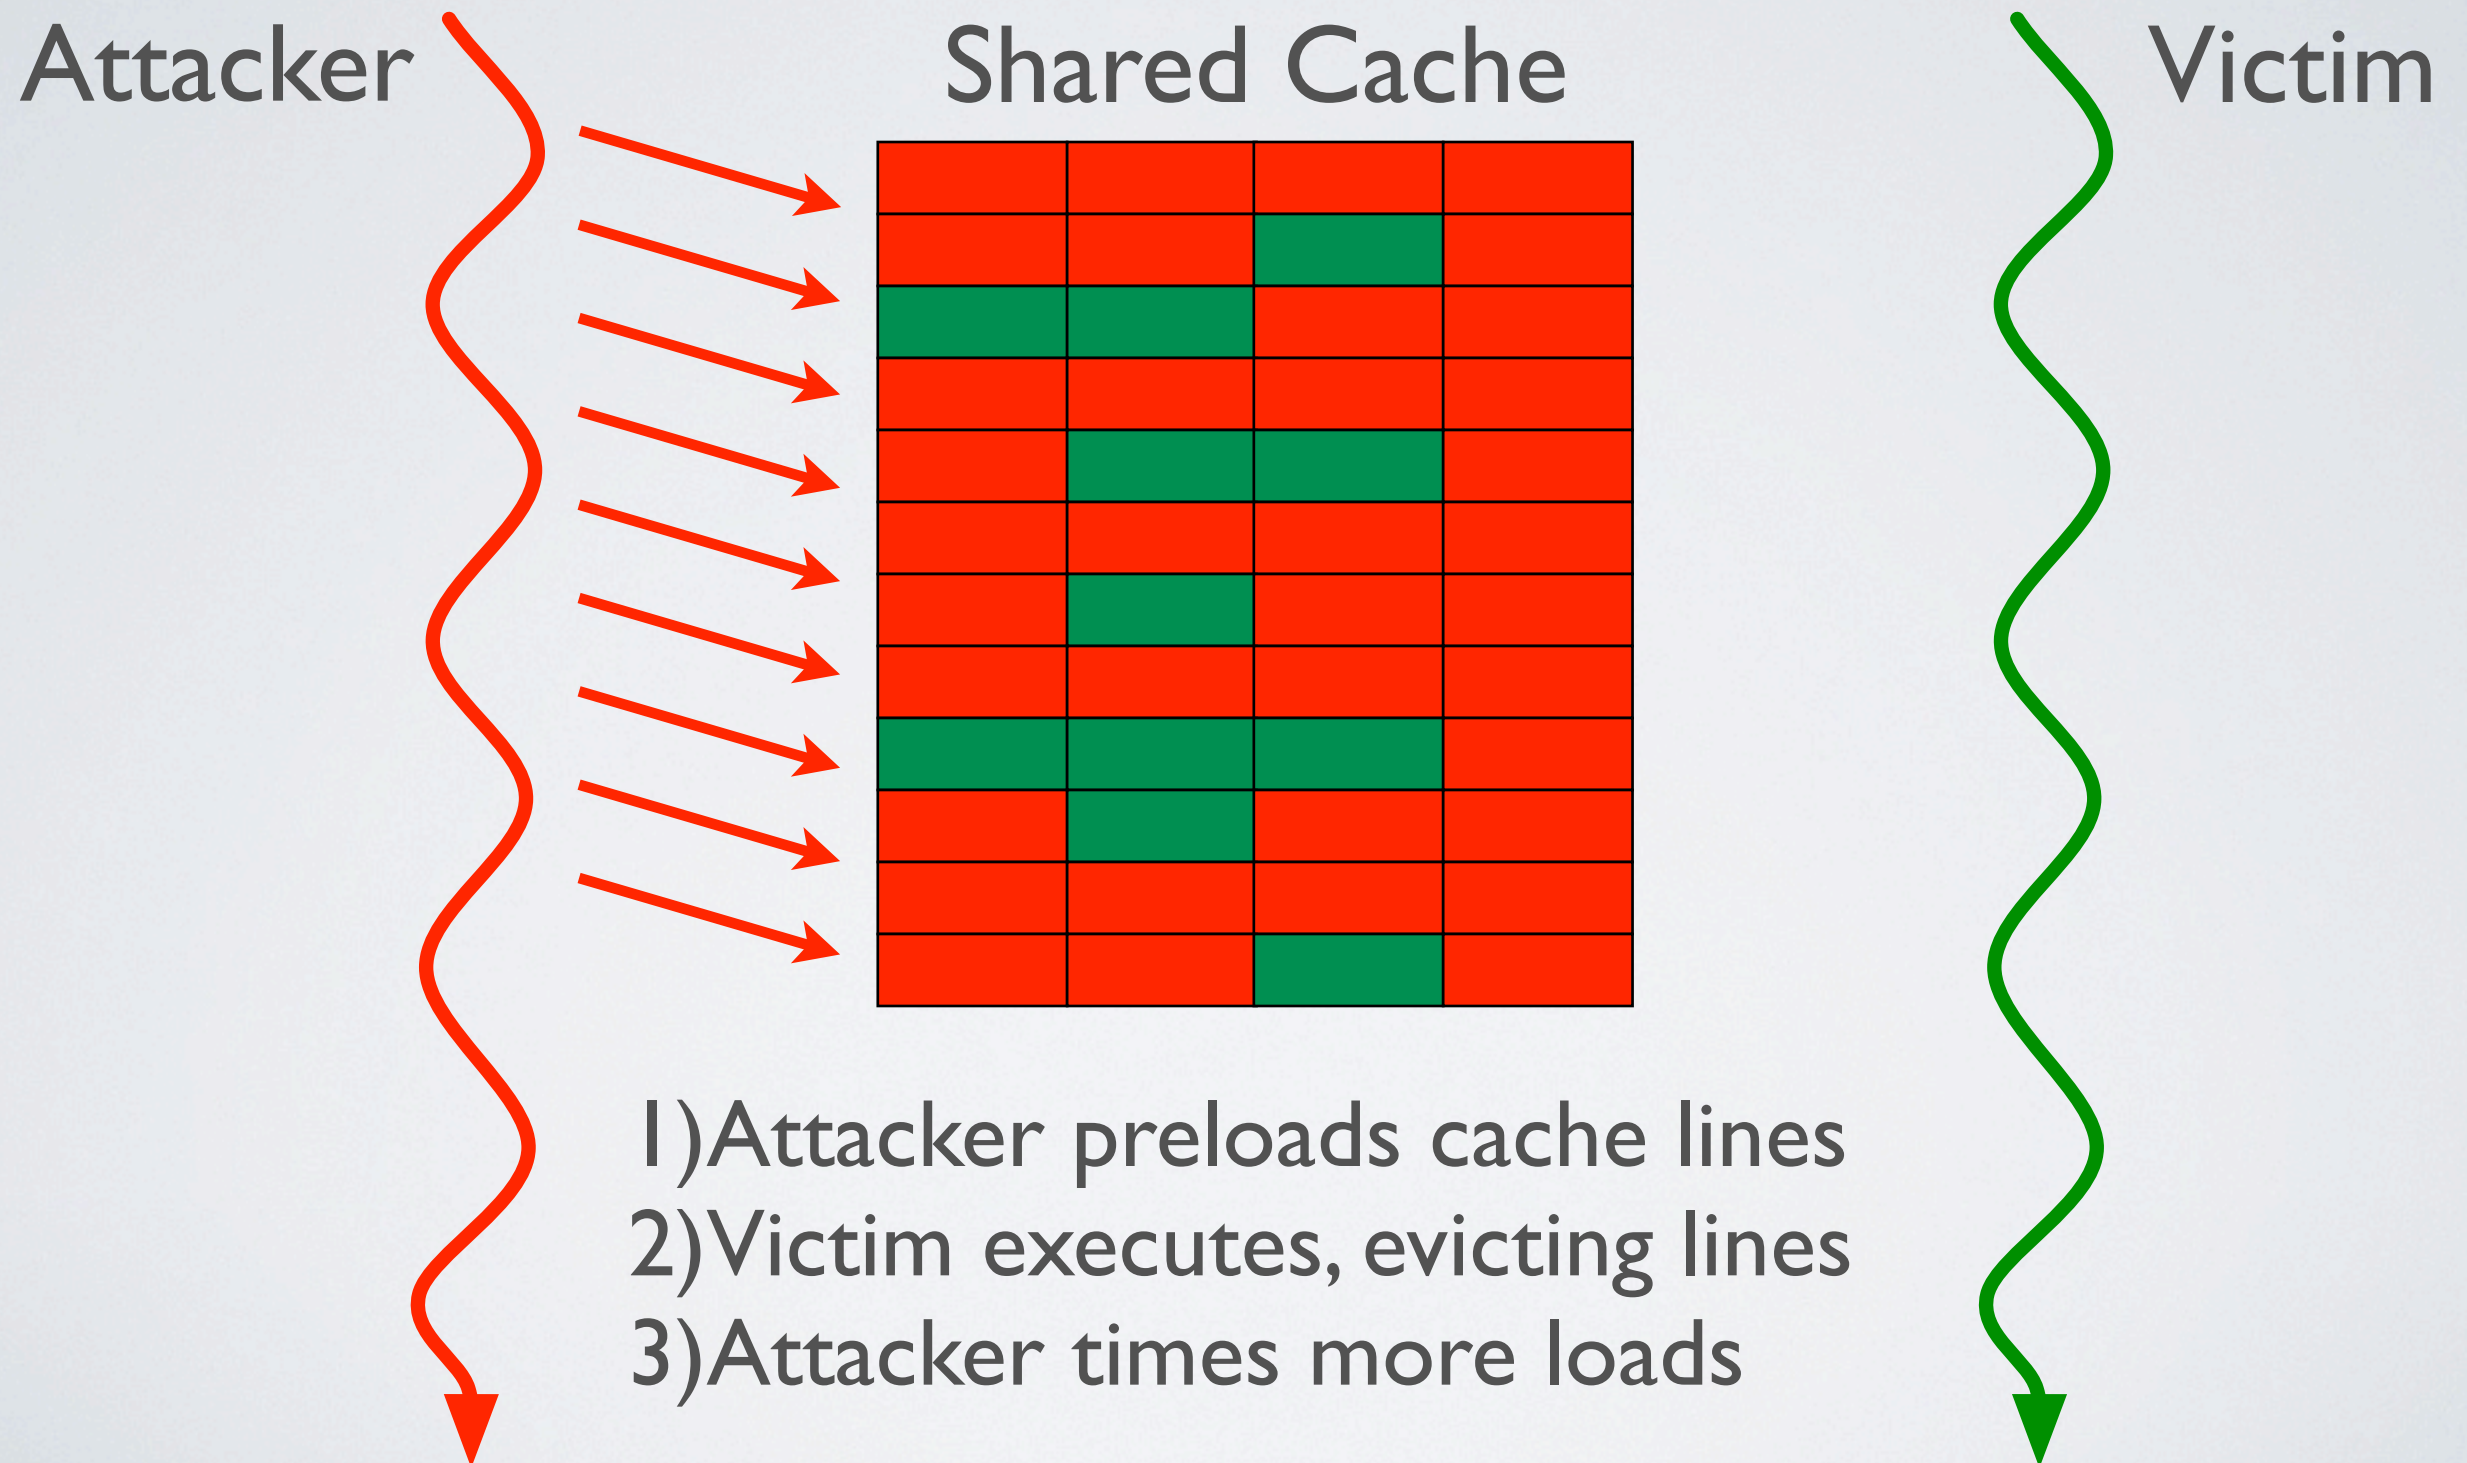 Attacker
Shared Cache
Victim
1)Attacker preloads cache lines
2)Victim executes, evicting lines
3)Attacker times more loads